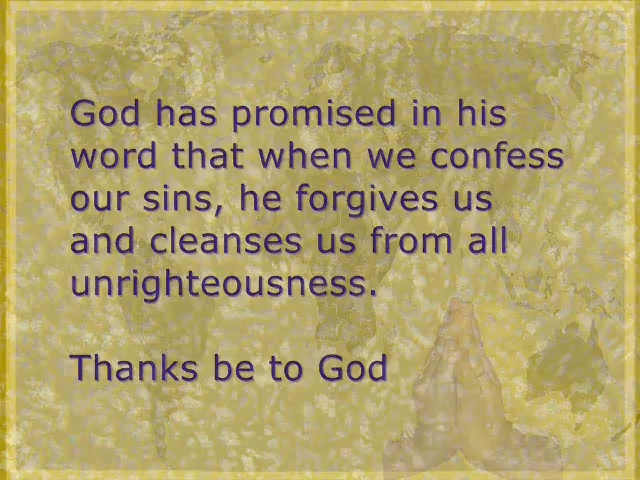 God has promised in his
word that when we confess
our sins, he forgives us
and cleanses us from all
unrighteousness.
Thanks be to God